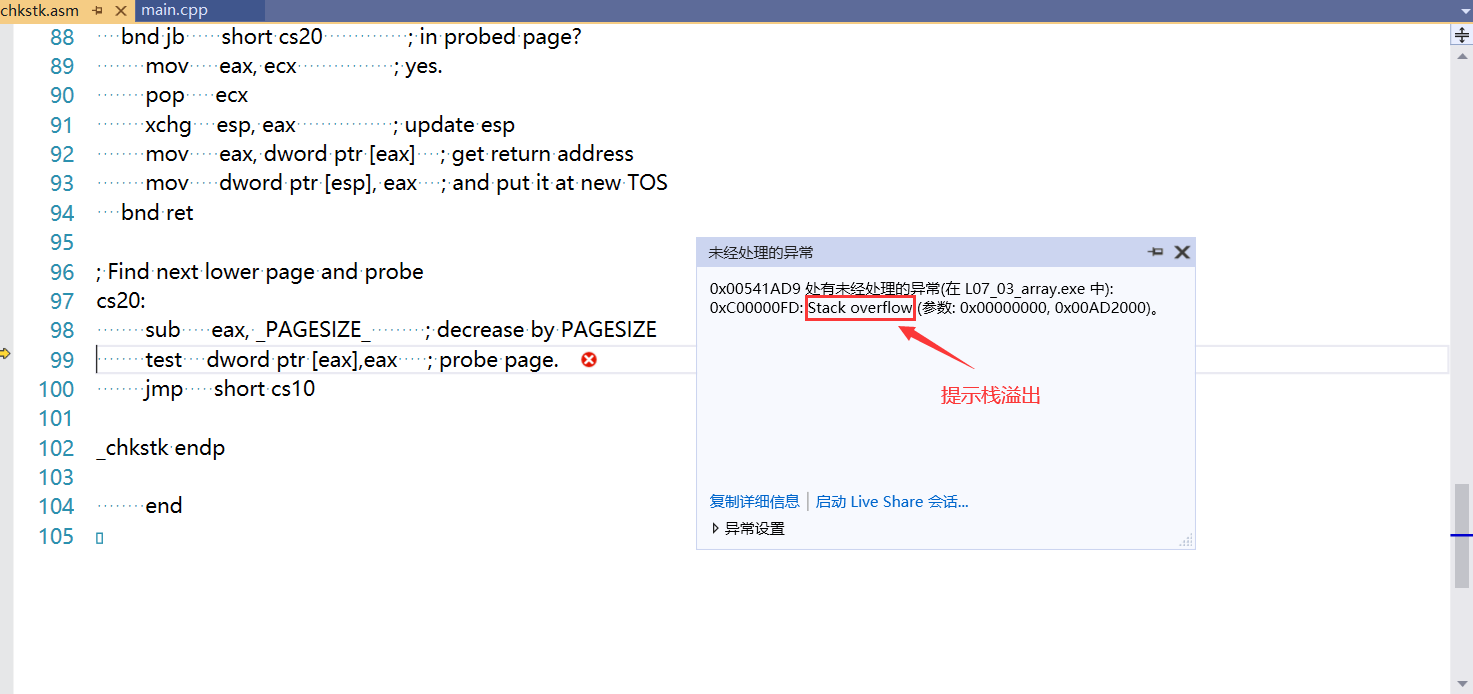 chkstk.asm main.cpp
88 bnd jb short cs20 ; in probed page?
89 mov eax, ecx ; yes.
90 pop ecx
91 xchg esp, eax ; update esp
92 mov eax, dword ptr [eax] ; get return address
93 mov dword ptr [esp], eax ; and put it at new TOS
94 bnd ret
95
96 ; Find next lower page and probe
97 cs20:
98 sub eax, _PAGESIZE_ ; decrease by PAGESIZE
99 test dword ptr [eax],eax ; probe page.
100 jmp short cs10
101
102 _chkstk endp
103
104 end
105
未经处理的异常
0x00541AD9 处有未经处理的异常(在 L07_03_array.exe 中):
0xC00000FD: Stack overflow (参数: 0x00000000, 0x00AD2000)。
提示栈溢出
复制详细信息 | 启动 Live Share 会话...
异常设置